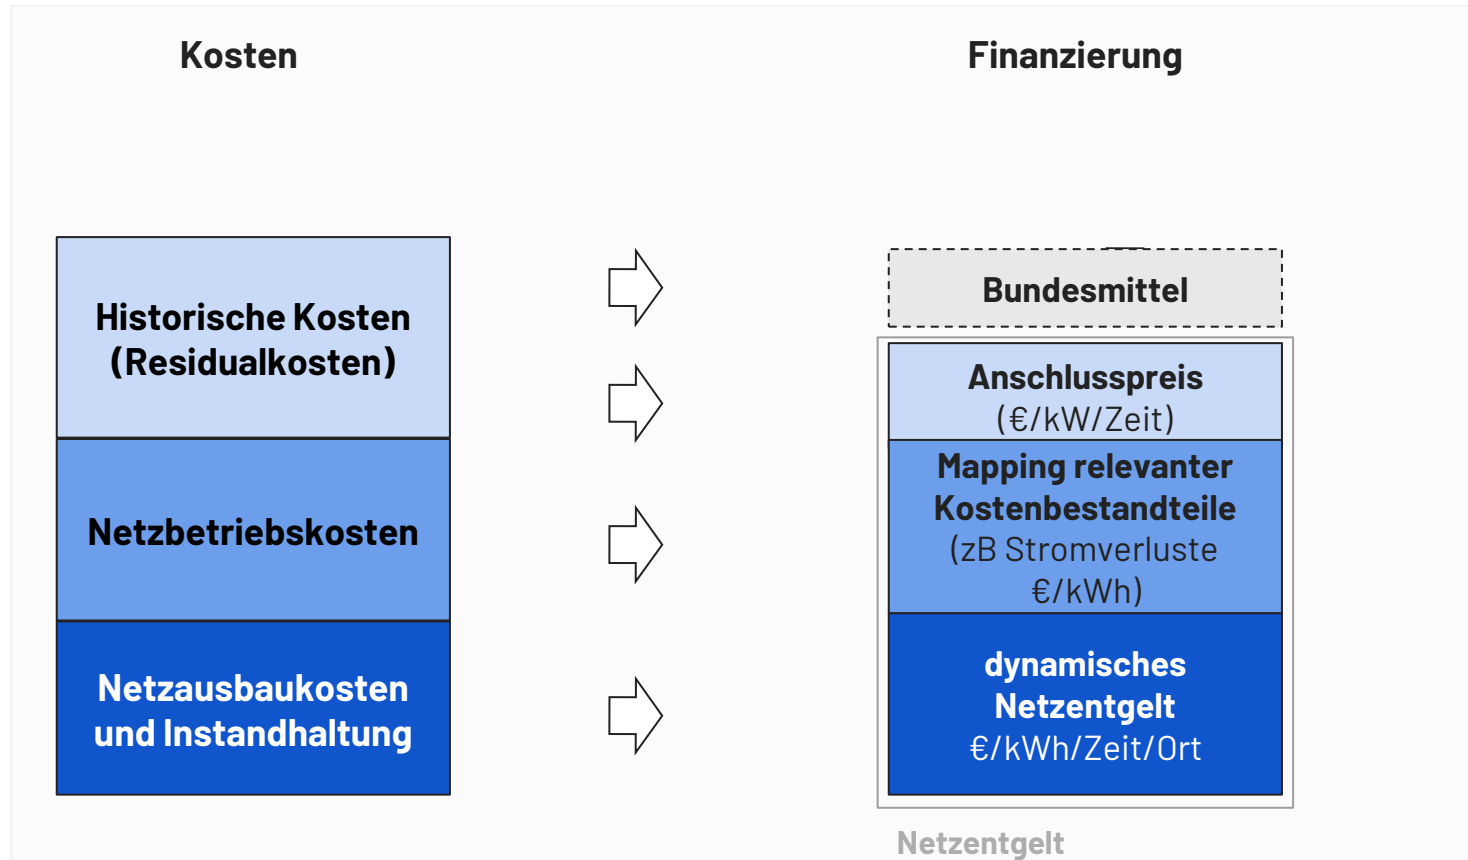 Kosten
Finanzierung
Historische Kosten
(Residualkosten)
Netzbetriebskosten
Netzausbaukosten
und Instandhaltung
Bundesmittel
Anschlusspreis
(€/kW/Zeit)
Mapping relevanter
Kostenbestandteile
(zB Stromverluste
€/kWh)
dynamisches
Netzentgelt
€/kWh/Zeit/Ort
Netzentgelt